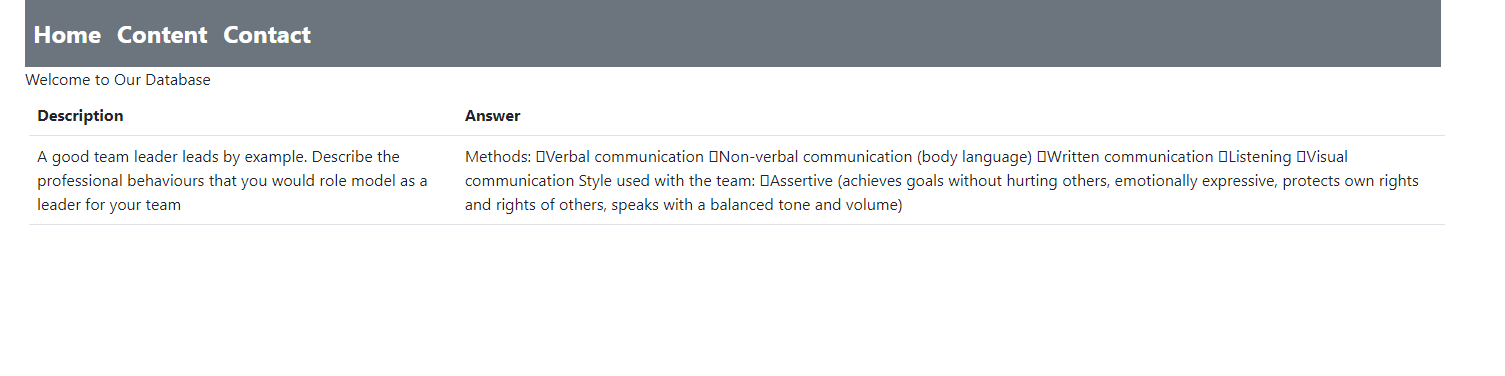 Home Content Contact
Welcome to Our Database
Description Answer
A good team leader leads by example. Describe the
professional behaviours that you would role model as a
leader for your team
Methods: ▯Verbal communication ▯Non-verbal communication (body language) ▯Written communication ▯Listening ▯Visual
communication Style used with the team: ▯Assertive (achieves goals without hurting others, emotionally expressive, protects own rights
and rights of others, speaks with a balanced tone and volume)